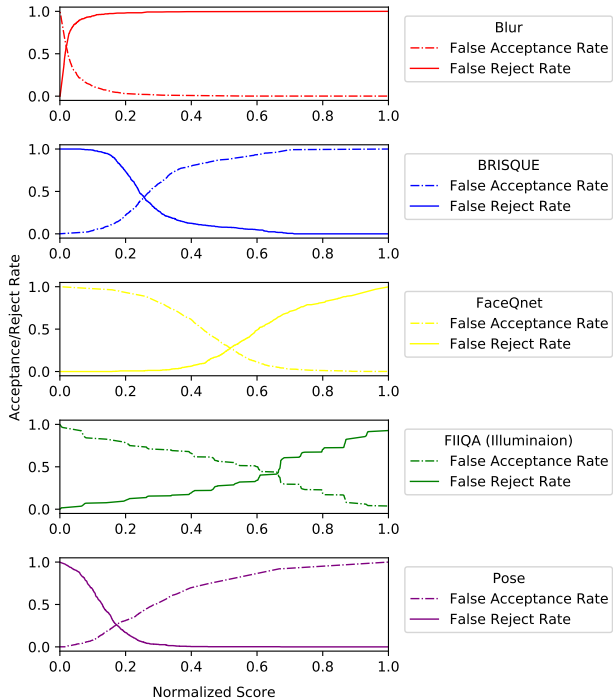 1.0
0.5
0.0
0.0 0.2 0.4 0.6 0.8 1.0
Blur
False Acceptance Rate
False Reject Rate
1.0
0.5
0.0
0.0 0.2 0.4 0.6 0.8 1.0
BRISQUE
False Acceptance Rate
False Reject Rate
Acceptance/Reject Rate
1.0
0.5
0.0
0.0 0.2 0.4 0.6 0.8 1.0
FaceQnet
False Acceptance Rate
False Reject Rate
1.0
0.5
0.0
0.0 0.2 0.4 0.6 0.8 1.0
FIIQA (Illuminaion)
False Acceptance Rate
False Reject Rate
1.0
0.5
0.0
0.0 0.2 0.4 0.6 0.8 1.0
Pose
False Acceptance Rate
False Reject Rate
Normalized Score